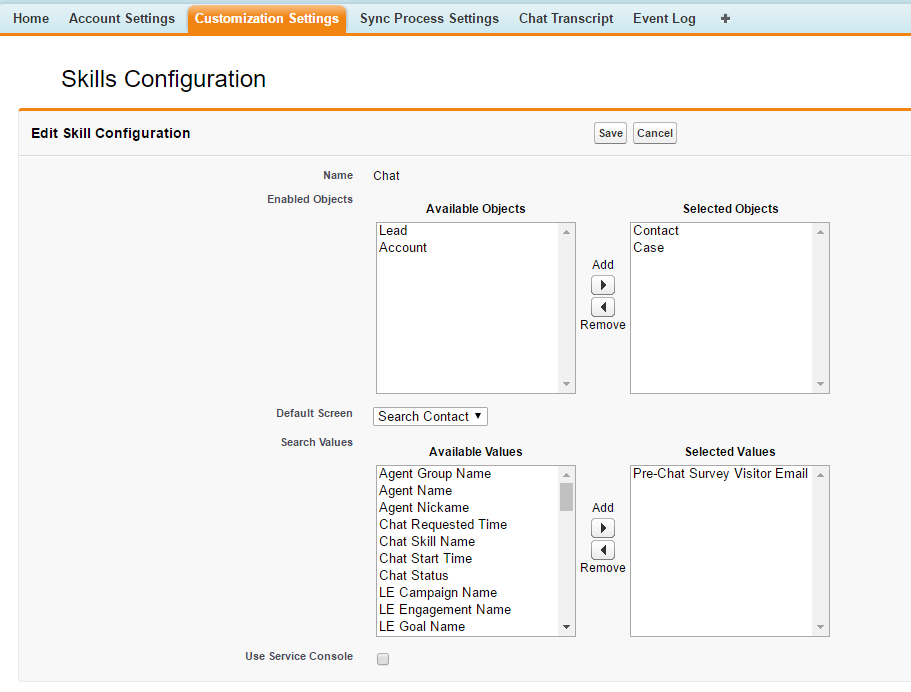 Home Account Settings Customization Settings Sync Process Settings Chat Transcript Event Log +
Skills Configuration
Edit Skill Configuration Save Cancel
Name Chat
Enabled Objects
Available Objects Selected Objects
Lead Contact
Account Case
Add
Remove
Default Screen Search Contact
Search Values
Available Values Selected Values
Agent Group Name Pre-Chat Survey Visitor Email
Agent Name
Agent Nickame
Chat Requested Time
Chat Skill Name
Chat Start Time
Chat Status
LE Campaign Name
LE Engagement Name
LE Goal Name
Add
Remove
Use Service Console